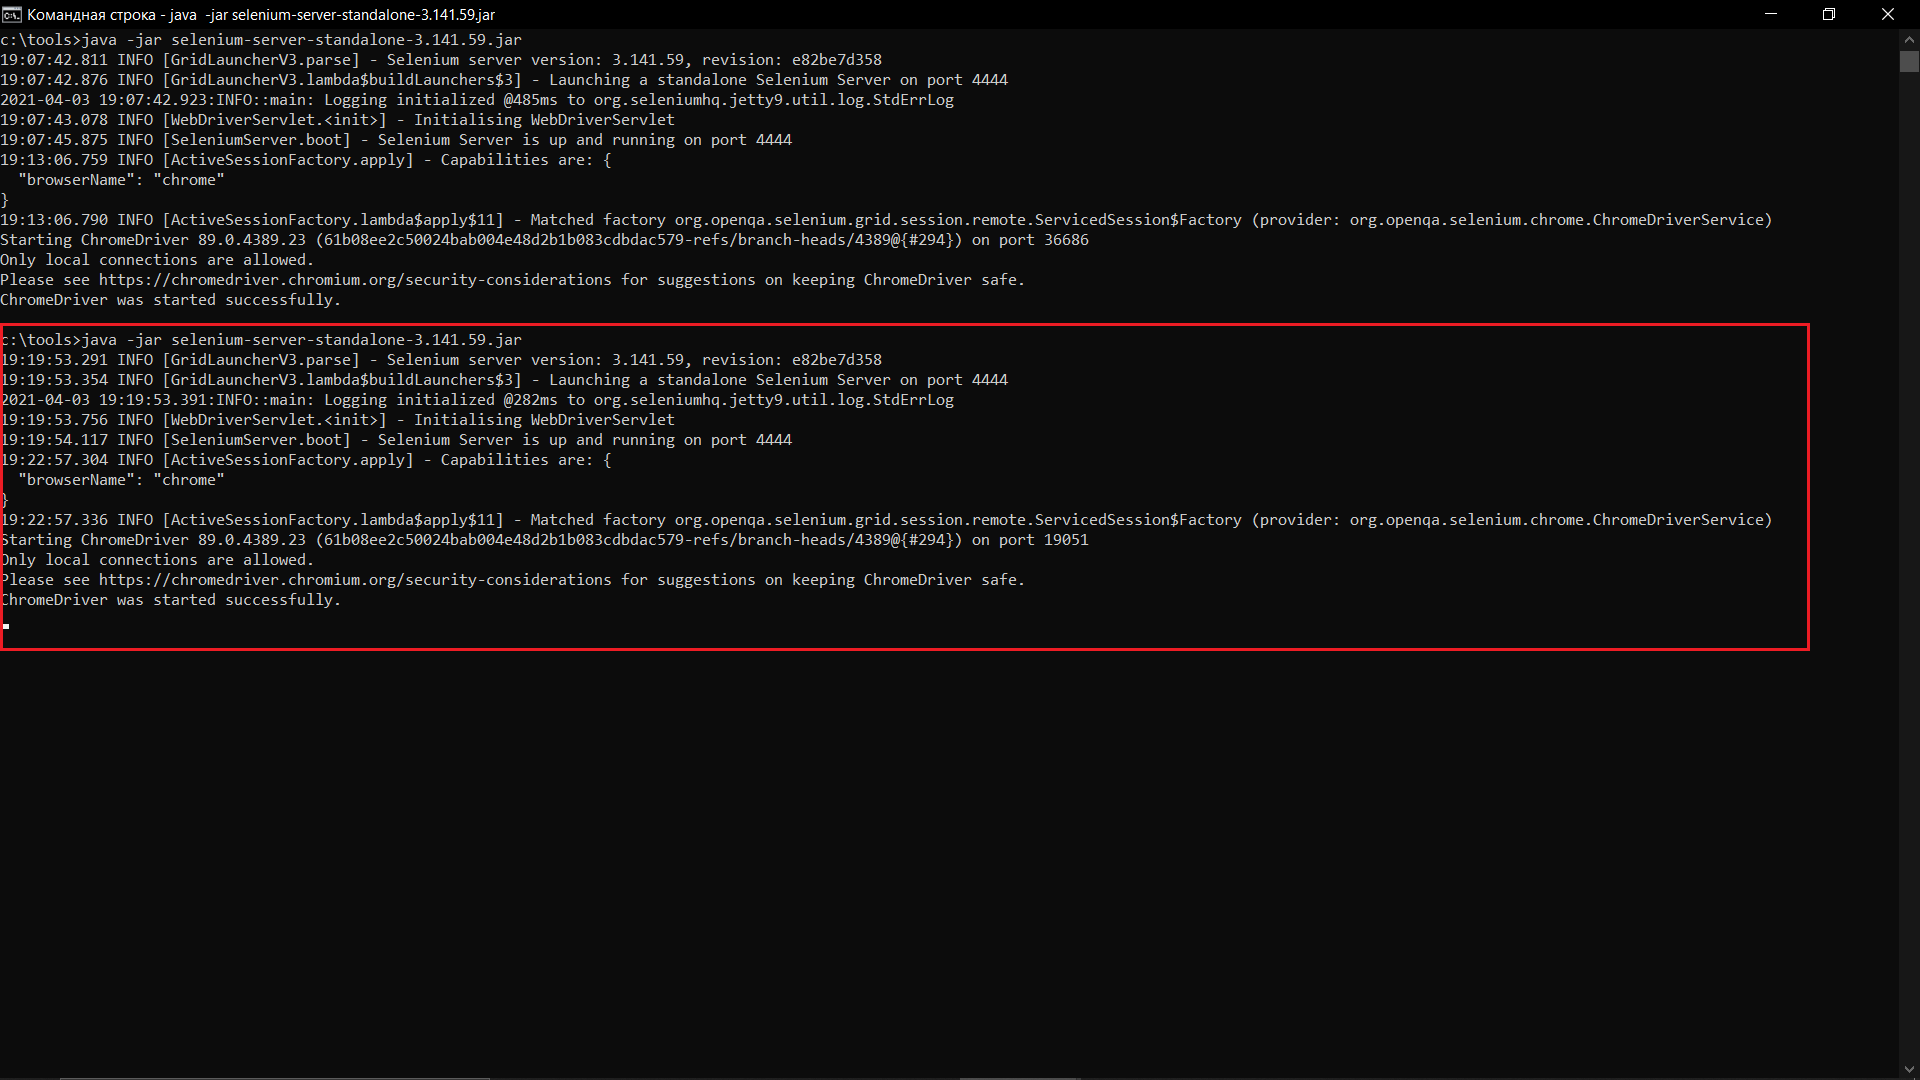 Командная строка - java  -jar selenium-server-standalone-3.141.59.jar
c:\tools>java -jar selenium-server-standalone-3.141.59.jar
19:07:42.811 INFO [GridLauncherV3.parse] - Selenium server version: 3.141.59, revision: e82be7d358
19:07:42.876 INFO [GridLauncherV3.lambda$buildLaunchers$3] - Launching a standalone Selenium Server on port 4444
2021-04-03 19:07:42.923:INFO::main: Logging initialized @485ms to org.seleniumhq.jetty9.util.log.StdErrLog
19:07:43.078 INFO [WebDriverServlet.<init>] - Initialising WebDriverServlet
19:07:45.875 INFO [SeleniumServer.boot] - Selenium Server is up and running on port 4444
19:13:06.759 INFO [ActiveSessionFactory.apply] - Capabilities are: {
  "browserName": "chrome"
}
19:13:06.790 INFO [ActiveSessionFactory.lambda$apply$11] - Matched factory org.openqa.selenium.grid.session.remote.ServicedSession$Factory (provider: org.openqa.selenium.chrome.ChromeDriverService)
Starting ChromeDriver 89.0.4389.23 (61b08ee2c50024bab004e48d2b1b083cdbdac579-refs/branch-heads/4389@{#294}) on port 36686
Only local connections are allowed.
Please see https://chromedriver.chromium.org/security-considerations for suggestions on keeping ChromeDriver safe.
ChromeDriver was started successfully.
c:\tools>java -jar selenium-server-standalone-3.141.59.jar
19:19:53.291 INFO [GridLauncherV3.parse] - Selenium server version: 3.141.59, revision: e82be7d358
19:19:53.354 INFO [GridLauncherV3.lambda$buildLaunchers$3] - Launching a standalone Selenium Server on port 4444
2021-04-03 19:19:53.391:INFO::main: Logging initialized @282ms to org.seleniumhq.jetty9.util.log.StdErrLog
19:19:53.756 INFO [WebDriverServlet.<init>] - Initialising WebDriverServlet
19:19:54.117 INFO [SeleniumServer.boot] - Selenium Server is up and running on port 4444
19:22:57.304 INFO [ActiveSessionFactory.apply] - Capabilities are: {
  "browserName": "chrome"
}
19:22:57.336 INFO [ActiveSessionFactory.lambda$apply$11] - Matched factory org.openqa.selenium.grid.session.remote.ServicedSession$Factory (provider: org.openqa.selenium.chrome.ChromeDriverService)
Starting ChromeDriver 89.0.4389.23 (61b08ee2c50024bab004e48d2b1b083cdbdac579-refs/branch-heads/4389@{#294}) on port 19051
Only local connections are allowed.
Please see https://chromedriver.chromium.org/security-considerations for suggestions on keeping ChromeDriver safe.
ChromeDriver was started successfully.